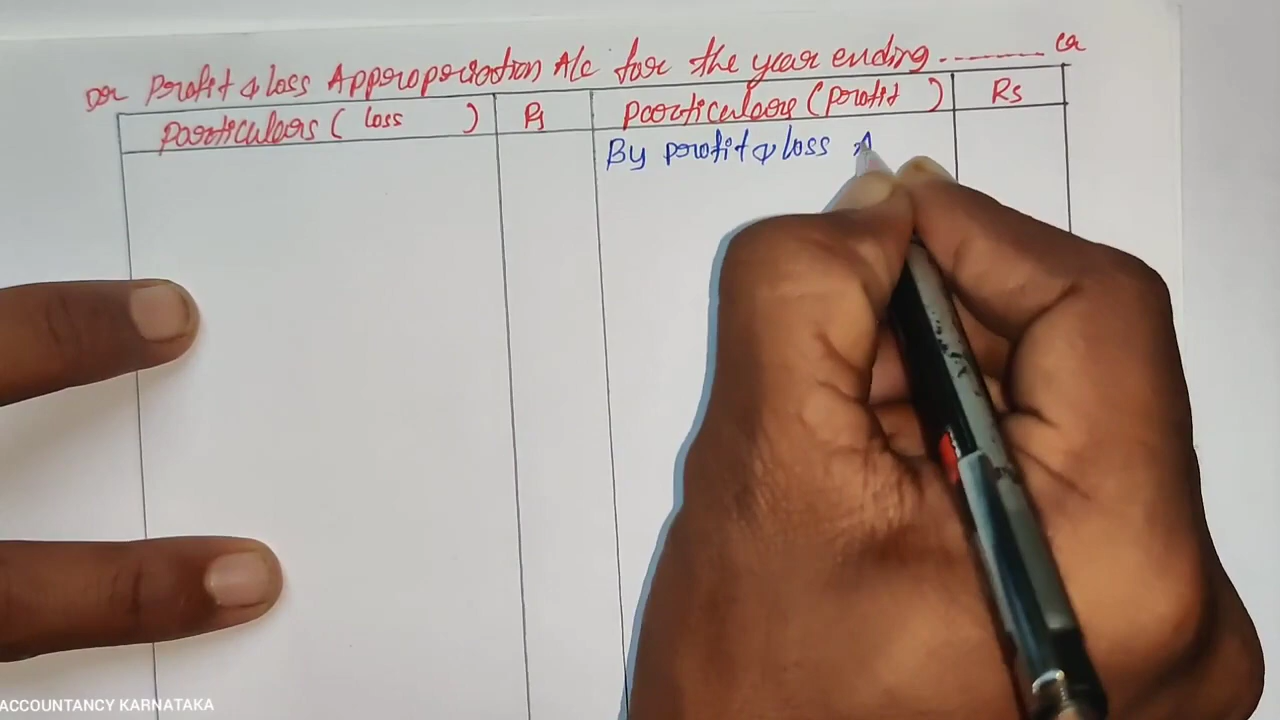 Dr Profit & loss Appropriation A/c for the year ending.------- Cr
particulars ( loss ) Rs particulars ( profit ) Rs
By profit & loss A
ACCOUNTANCY KARNATAKA